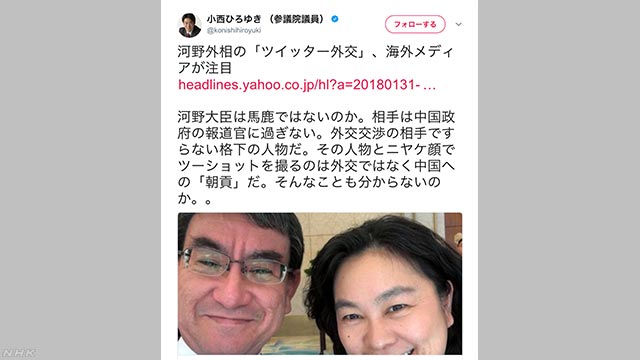 小西ひろゆき （参議院議員）
@konishihiroyuki
フォローする
河野外相の「ツイッター外交」、海外メディ
アが注目
headlines.yahoo.co.jp/hl?a=20180131- …
河野大臣は馬鹿ではないのか。相手は中国政
府の報道官に過ぎない。外交交渉の相手です
らない格下の人物だ。その人物とニヤケ顔で
ツーショットを撮るのは外交ではなく中国へ
の「朝貢」だ。そんなことも分からないの
か。。
NHK